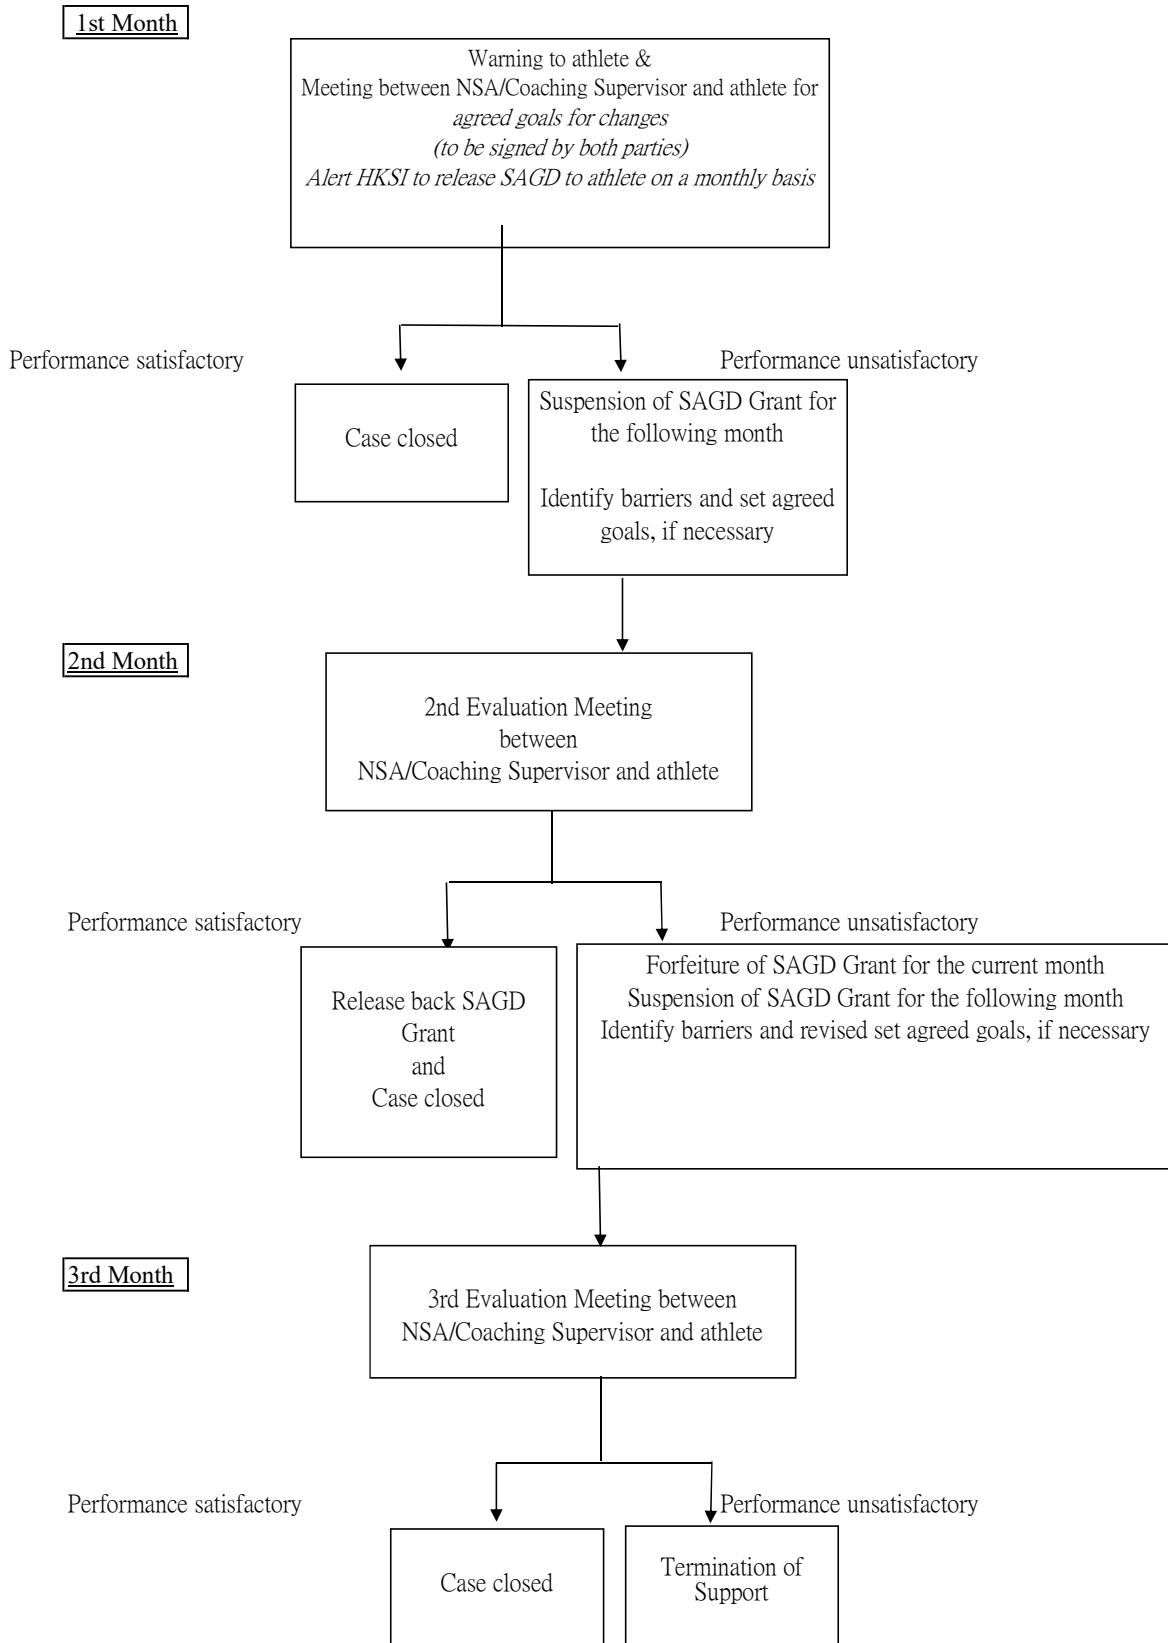 1st Month
Warning to athlete &
Meeting between NSA/Coaching Supervisor and athlete for
agreed goals for changes
(to be signed by both parties)
Alert HKSI to release SAGD to athlete on a monthly basis
Performance satisfactory
Performance unsatisfactory
Case closed
Suspension of SAGD Grant for
the following month
Identify barriers and set agreed
goals, if necessary
2nd Month
2nd Evaluation Meeting
between
NSA/Coaching Supervisor and athlete
Performance satisfactory
Performance unsatisfactory
Release back SAGD
Grant
and
Case closed
Forfeiture of SAGD Grant for the current month
Suspension of SAGD Grant for the following month
Identify barriers and revised set agreed goals, if necessary
3rd Month
3rd Evaluation Meeting between
NSA/Coaching Supervisor and athlete
Performance satisfactory
Performance unsatisfactory
Case closed
Termination of
Support